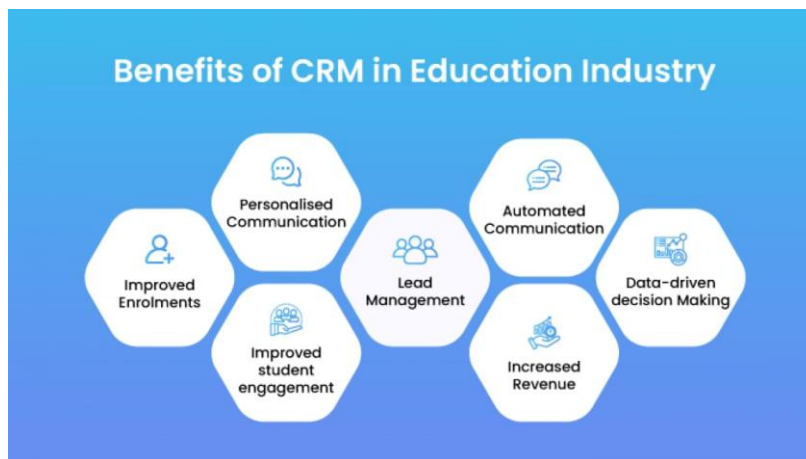 Benefits of CRM in Education Industry
Personalised
Communication
Automated
Communication
Improved
Enrolments
Lead
Management
Data-driven
decision Making
Improved
student
engagement
Increased
Revenue